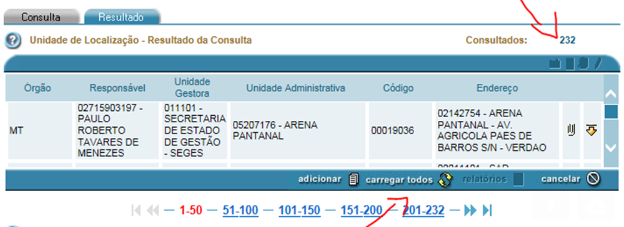 Consulta Resultado
Unidade de Localização - Resultado da Consulta Consultados: 232
Órgão Responsável Unidade Gestora Unidade Administrativa Código Endereço
MT
02715903197 -
PAULO
ROBERTO
TAVARES DE
MENEZES
011101 -
SECRETARIA
DE ESTADO
DE GESTÃO
- SEGES
05207176 - ARENA
PANTANAL
00019036
02142754 - ARENA
PANTANAL - AV.
AGRICOLA PAES DE
BARROS S/N - VERDAO
adicionar carregar todos relatórios cancelar
1-50 — 51-100 — 101-150 — 151-200 — 201-232